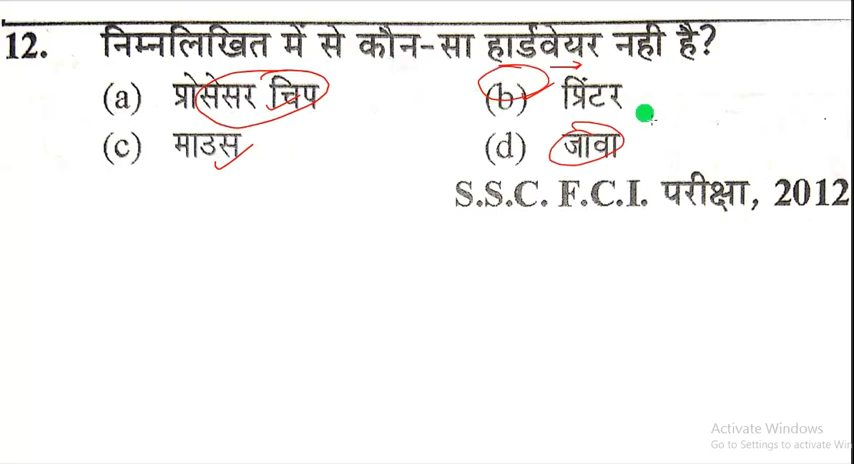 12. निम्नलिखित में से कौन-सा हार्डवेयर नही है?
(a) प्रोसेसर चिप (b) प्रिंटर
(c) माउस (d) जावा
S.S.C. F.C.I. परीक्षा, 2012
Activate Windows
Go to Settings to activate Wi